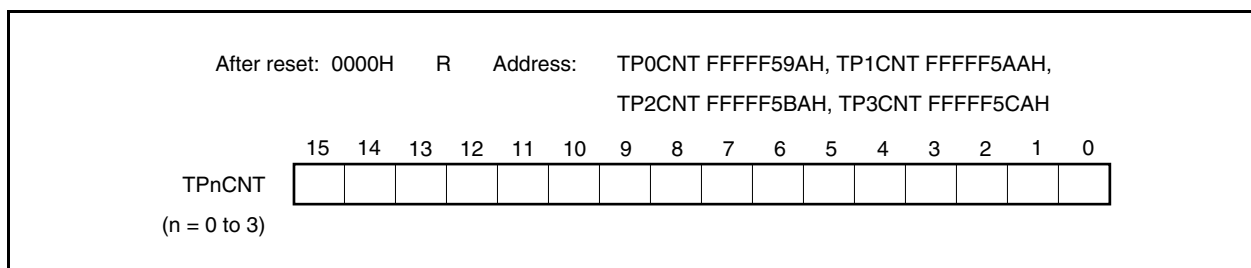 After reset: 0000H R Address: TP0CNT FFFFF59AH, TP1CNT FFFFF5AAH,
TP2CNT FFFFF5BAH, TP3CNT FFFFF5CAH
15 14 13 12 11 10 9 8 7 6 5 4 3 2 1 0
TPnCNT
(n = 0 to 3)